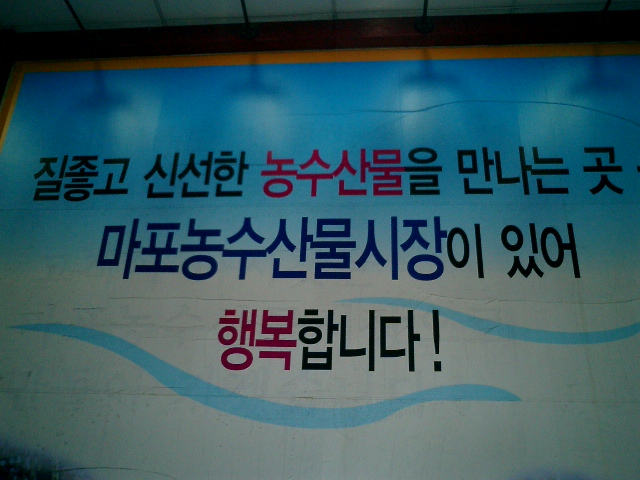 질좋고 신선한 농수산물을 만나는 곳
마포농수산물시장이 있어
행복합니다!